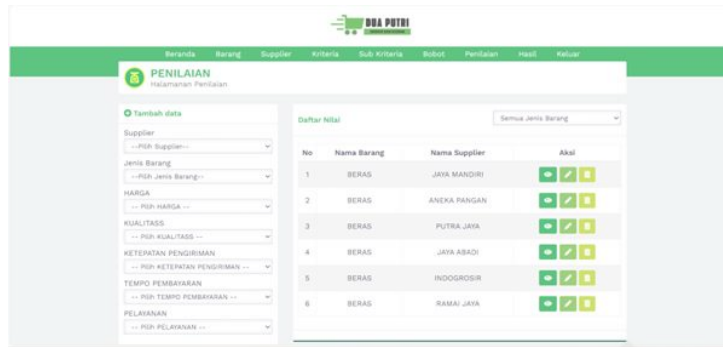 DUA PUTRI
Beranda Barang Supplier Kriteria Sub Kriteria Bobot Penilaian Hasil Keluar
PENILAIAN
Halamanan Penilaian
Tambah data
Supplier
--Pilih Supplier--
Jenis Barang
--Pilih Jenis Barang--
HARGA
-- Pilih HARGA --
KUALITASS
-- Pilih KUALITASS --
KETEPATAN PENGIRIMAN
-- Pilih KETEPATAN PENGIRIMAN --
TEMPO PEMBAYARAN
-- Pilih TEMPO PEMBAYARAN --
PELAYANAN
-- Pilih PELAYANAN --
Daftar Nilai
Semua Jenis Barang
No Nama Barang Nama Supplier Aksi
1 BERAS JAYA MANDIRI
2 BERAS ANEKA PANGAN
3 BERAS PUTRA JAYA
4 BERAS JAYA ABADI
5 BERAS INDOGROSIR
6 BERAS RAMAI JAYA